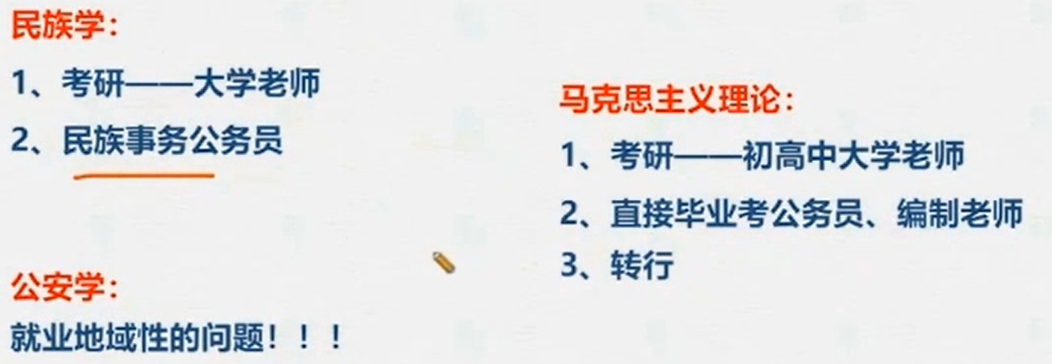 民族学：
1、考研——大学老师
2、民族事务公务员
公安学：
就业地域性的问题！！！
马克思主义理论：
1、考研——初高中大学老师
2、直接毕业考公务员、编制老师
3、转行